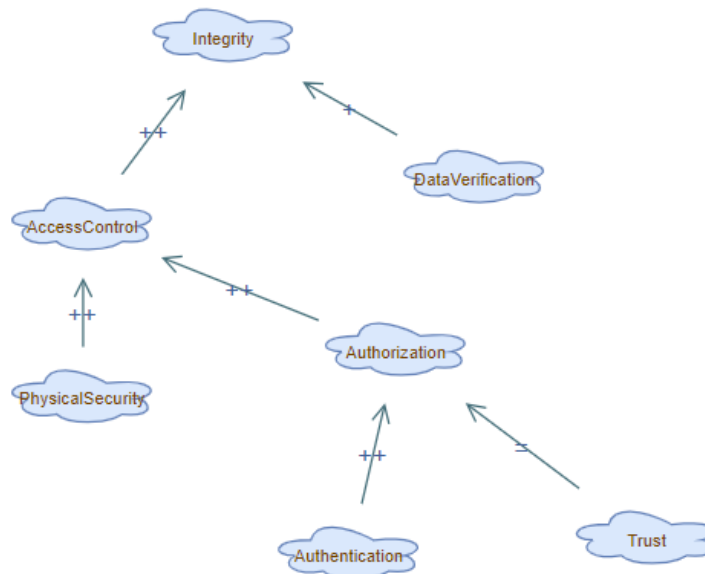 Integrity
++
+
DataVerification
AccessControl
++
++
Authorization
PhysicalSecurity
++
=
Authentication
Trust